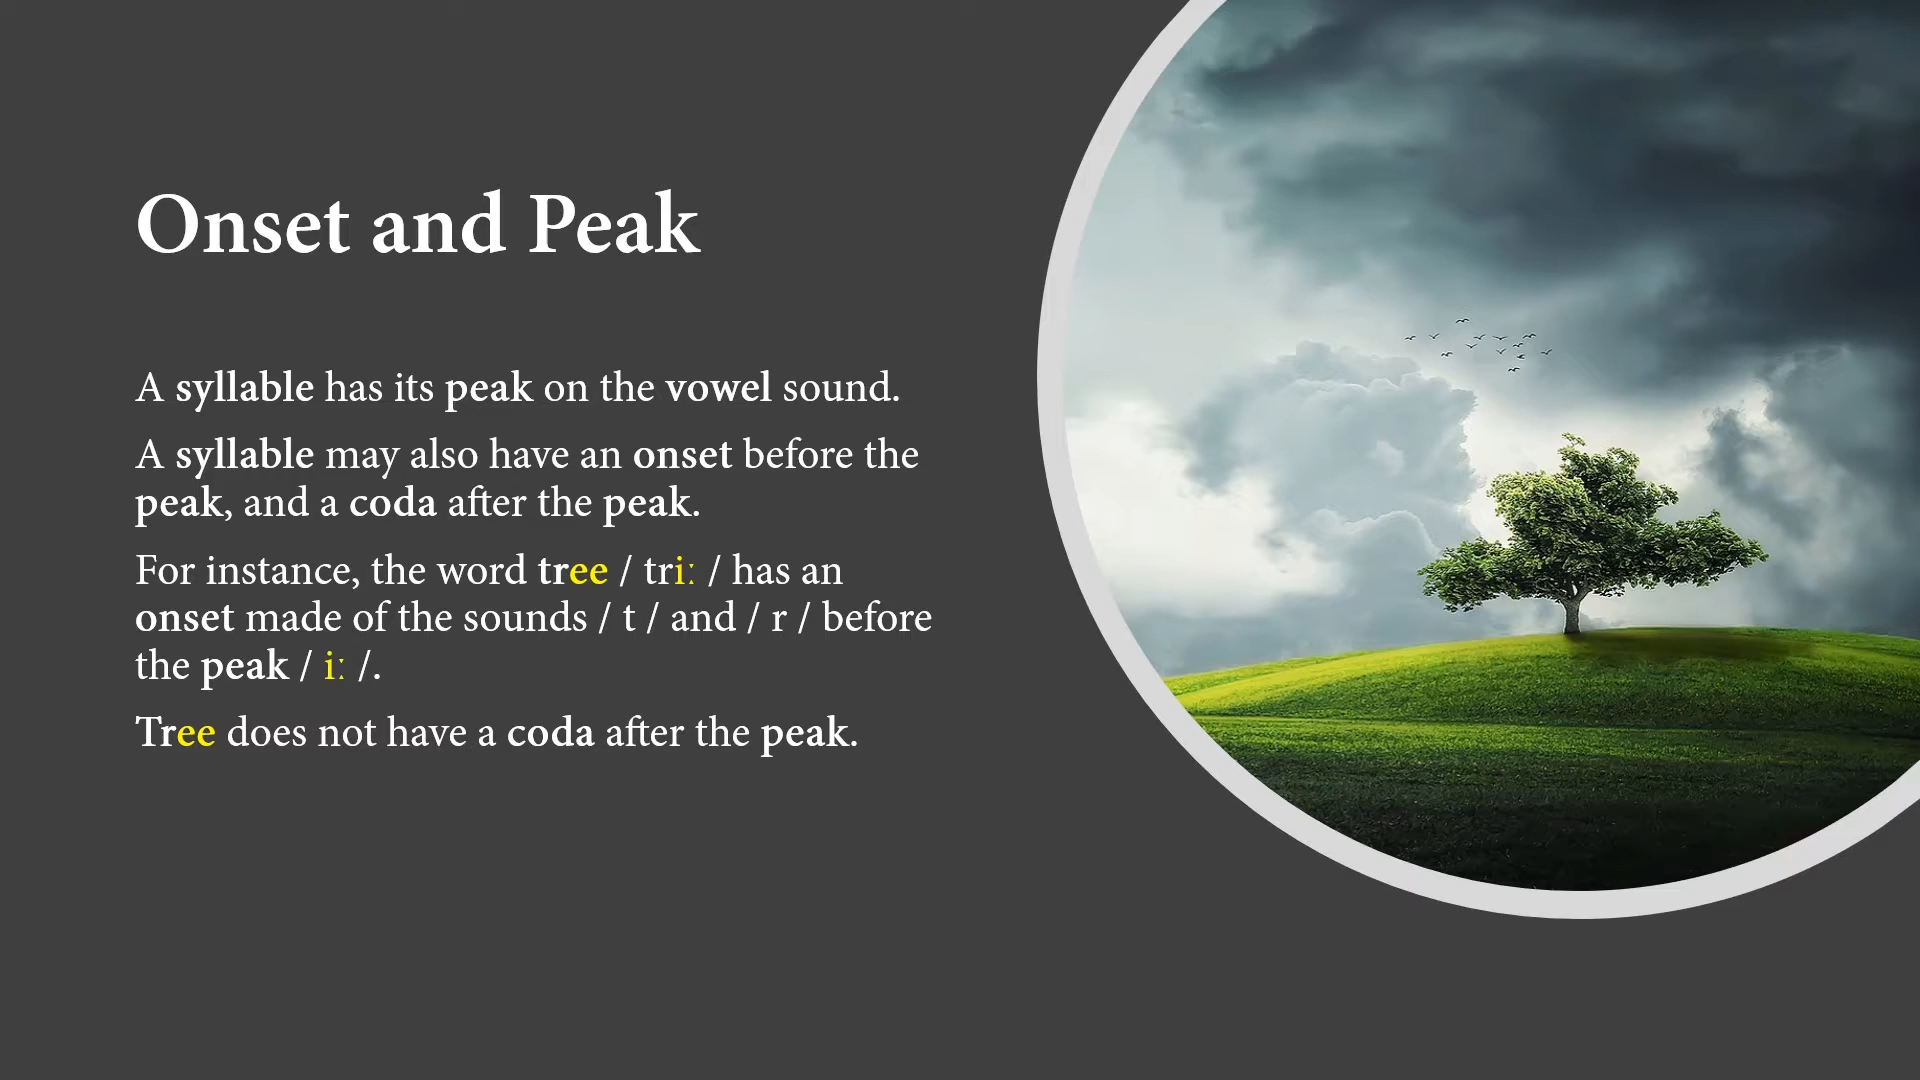 Onset and Peak
A syllable has its peak on the vowel sound.
A syllable may also have an onset before the
peak, and a coda after the peak.
For instance, the word tree / triː / has an
onset made of the sounds / t / and / r / before
the peak / iː /.
Tree does not have a coda after the peak.